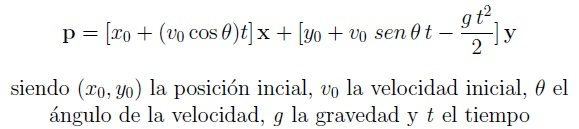 p = [x₀ + (v₀ cos θ)t] x + [y₀ + v₀ sen θ t − g t²/2] y
siendo (x₀, y₀) la posición incial, v₀ la velocidad inicial, θ el
ángulo de la velocidad, g la gravedad y t el tiempo